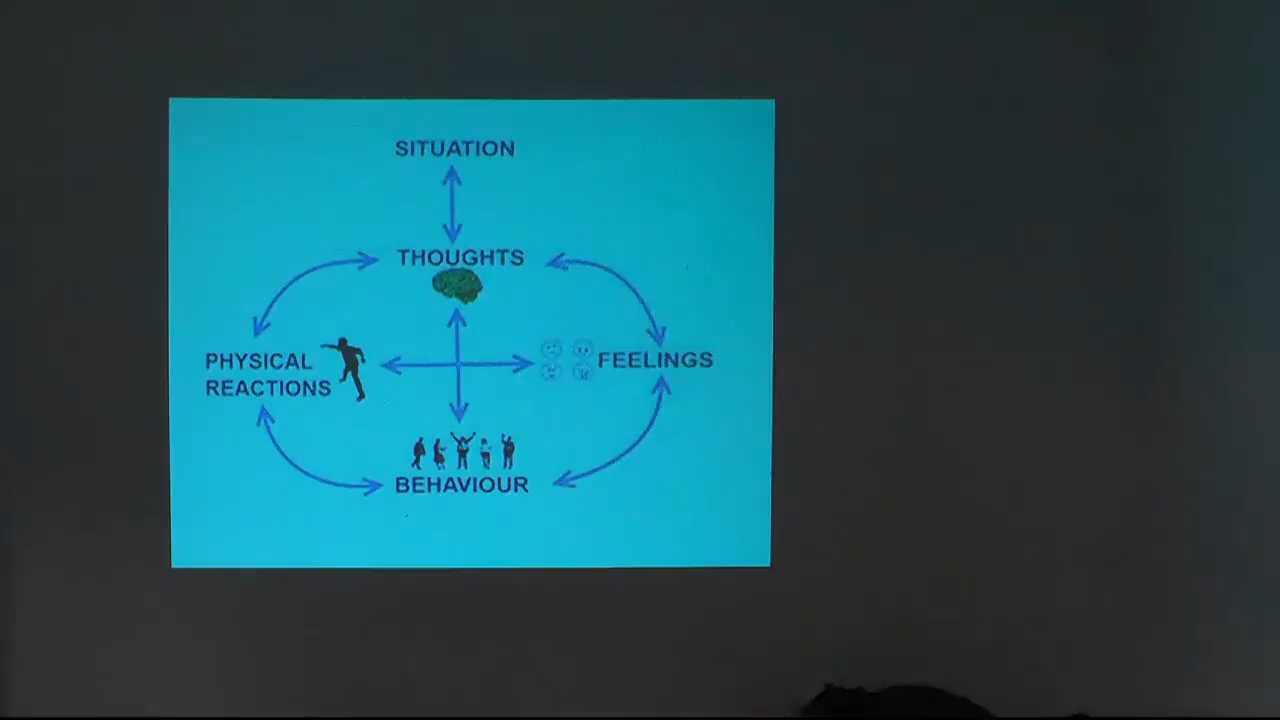 SITUATION
THOUGHTS
PHYSICAL
REACTIONS
FEELINGS
BEHAVIOUR